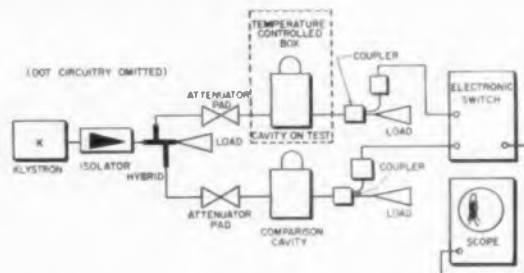 TEMPERATURE
CONTROLLED
BOX
COUPLER
(DOT CIRCUITRY OMITTED)
ATTENUATOR
PAD
ELECTRONIC
SWITCH
K
LOAD
CAVITY ON TEST
LOAD
KLYSTRON
ISOLATOR
HYBRID
COUPLER
ATTENUATOR
PAD
LOAD
COMPARISON
CAVITY
SCOPE